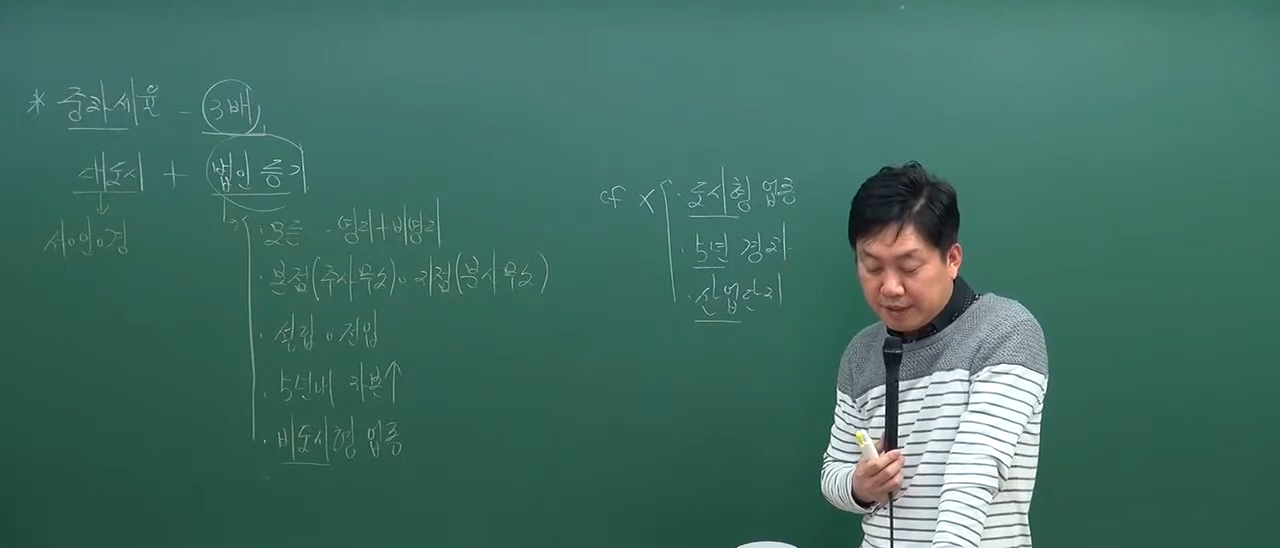 * 중과세율 - 3배
대도시 + 법인 등기
서·인·경
· 모든 - 영리+비영리
· 본점(주사무소)·지점(분사무소)
· 설립·전입
· 5년내 자본↑
· 비도시형 업종
cf X · 도시형 업종
· 5년 경과
· 산업단지